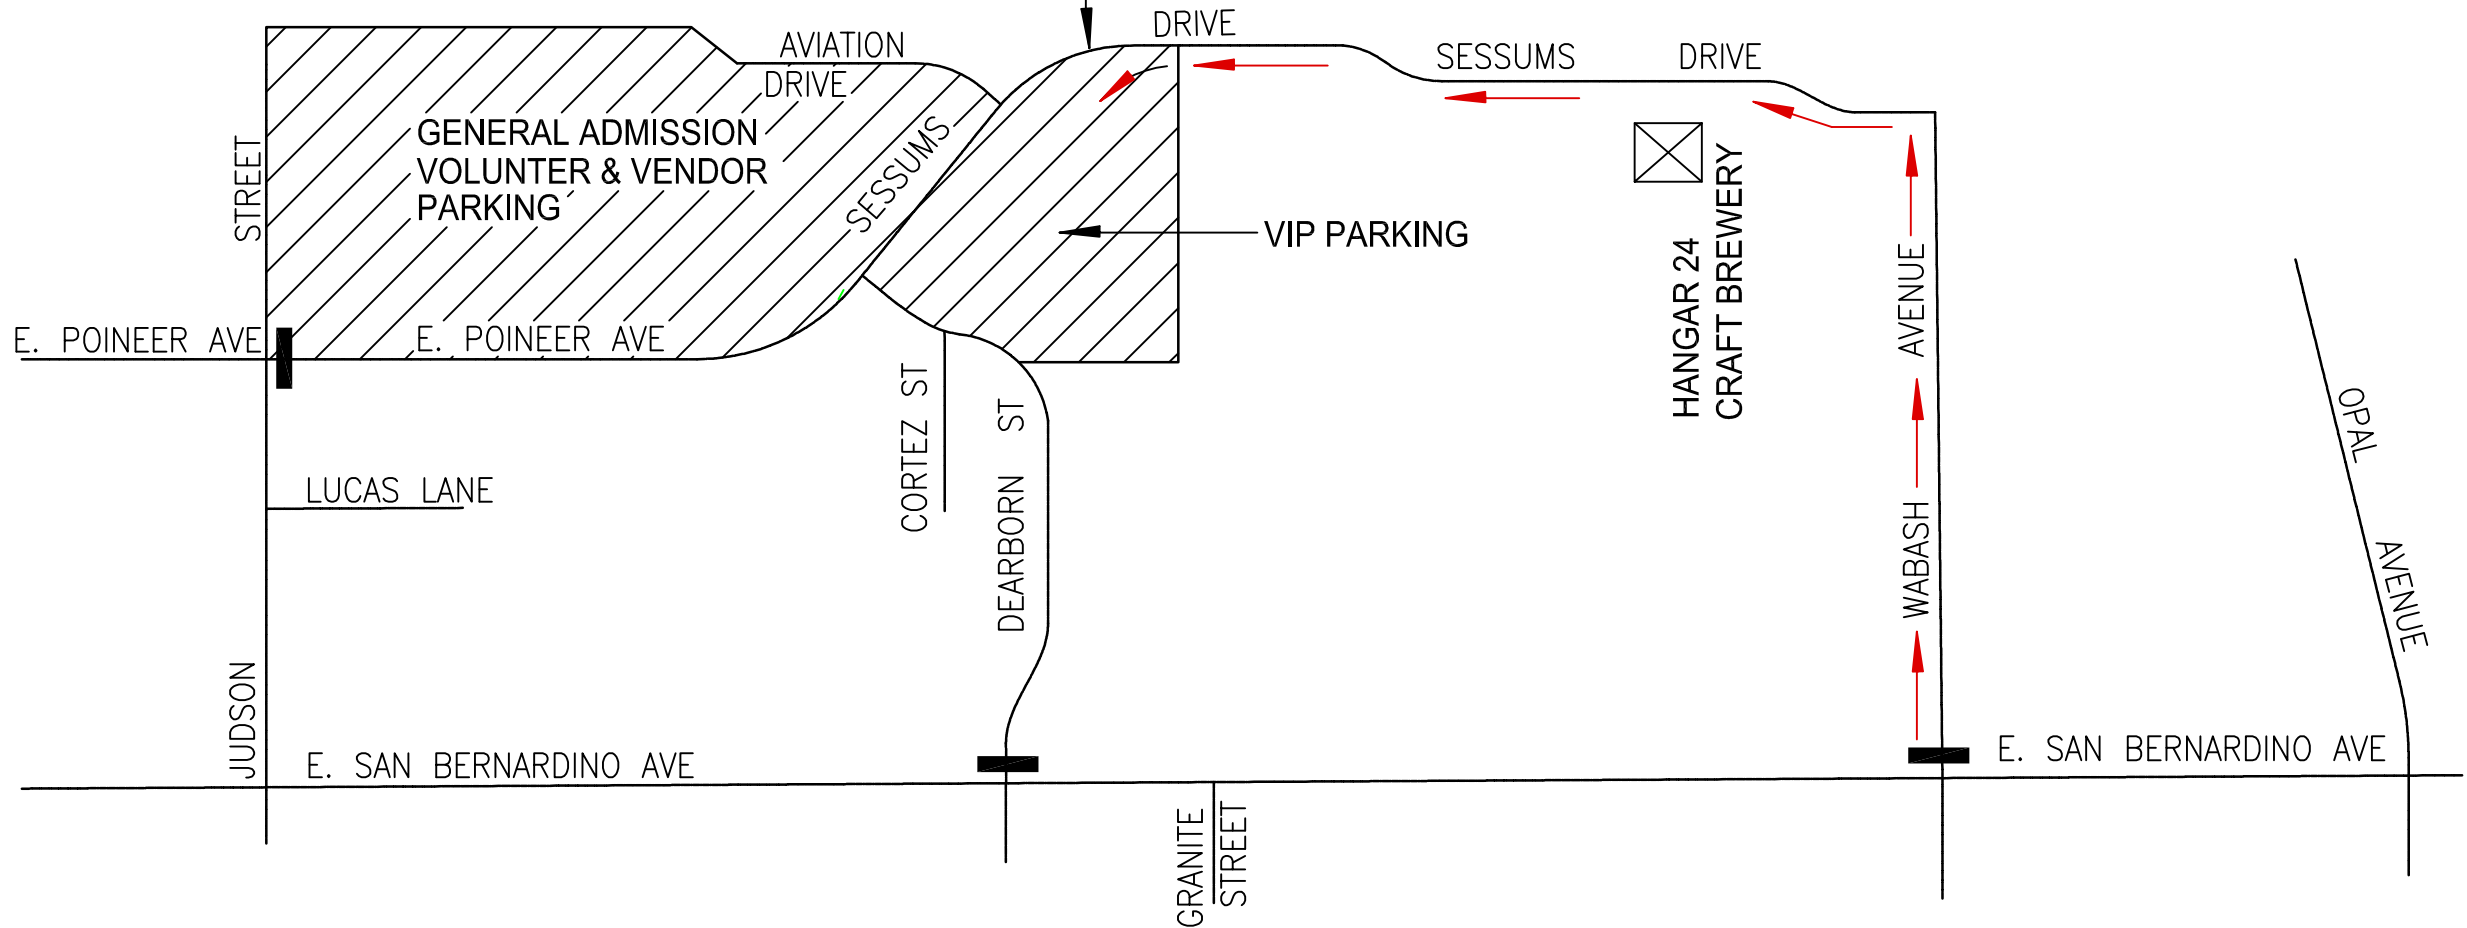 DRIVE
AVIATION
DRIVE
SESSUMS DRIVE
GENERAL ADMISSION
VOLUNTER & VENDOR
PARKING
SESSUMS
STREET
VIP PARKING
HANGAR 24
CRAFT BREWERY
AVENUE
E. POINEER AVE
E. POINEER AVE
CORTEZ ST
DEARBORN ST
OPAL
AVENUE
LUCAS LANE
WABASH
JUDSON
E. SAN BERNARDINO AVE
E. SAN BERNARDINO AVE
GRANITE
STREET